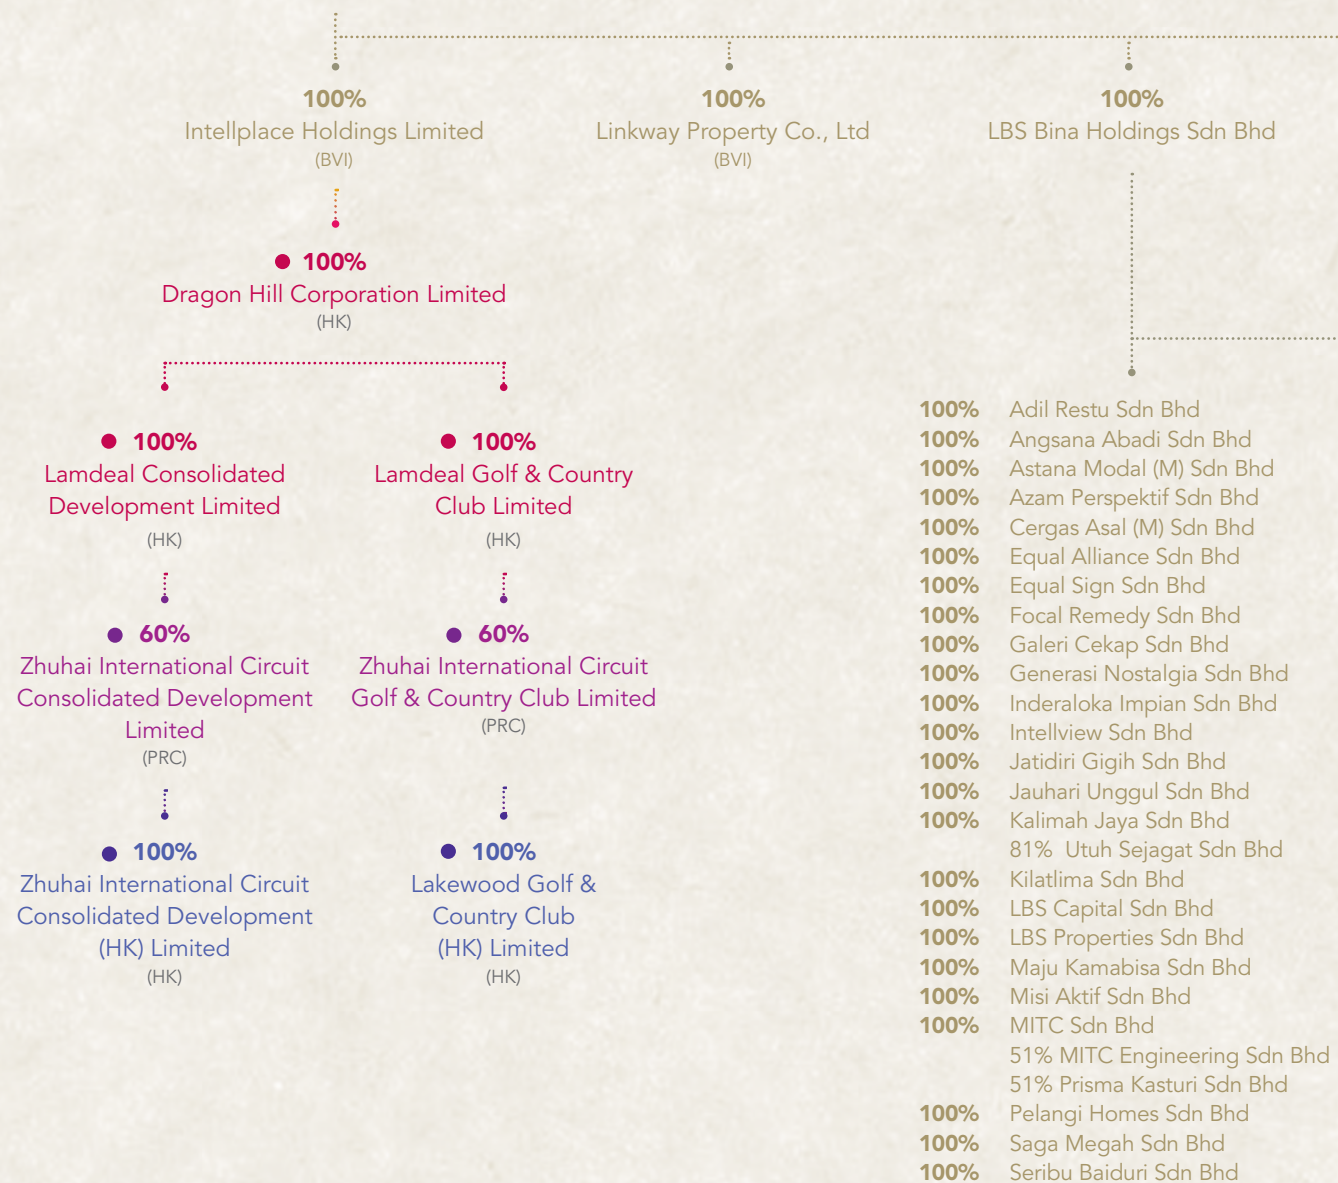 100%
Intellplace Holdings Limited
(BVI)
100%
Linkway Property Co., Ltd
(BVI)
100%
LBS Bina Holdings Sdn Bhd
100%
Dragon Hill Corporation Limited
(HK)
100%
Lamdeal Consolidated
Development Limited
(HK)
100%
Lamdeal Golf & Country
Club Limited
(HK)
60%
Zhuhai International Circuit
Consolidated Development
Limited
(PRC)
60%
Zhuhai International Circuit
Golf & Country Club Limited
(PRC)
100%
Zhuhai International Circuit
Consolidated Development
(HK) Limited
(HK)
100%
Lakewood Golf &
Country Club
(HK) Limited
(HK)
100% Adil Restu Sdn Bhd
100% Angsana Abadi Sdn Bhd
100% Astana Modal (M) Sdn Bhd
100% Azam Perspektif Sdn Bhd
100% Cergas Asal (M) Sdn Bhd
100% Equal Alliance Sdn Bhd
100% Equal Sign Sdn Bhd
100% Focal Remedy Sdn Bhd
100% Galeri Cekap Sdn Bhd
100% Generasi Nostalgia Sdn Bhd
100% Inderaloka Impian Sdn Bhd
100% Intellview Sdn Bhd
100% Jatidiri Gigih Sdn Bhd
100% Jauhari Unggul Sdn Bhd
100% Kalimah Jaya Sdn Bhd
81% Utuh Sejagat Sdn Bhd
100% Kilatlima Sdn Bhd
100% LBS Capital Sdn Bhd
100% LBS Properties Sdn Bhd
100% Maju Kamabisa Sdn Bhd
100% Misi Aktif Sdn Bhd
100% MITC Sdn Bhd
51% MITC Engineering Sdn Bhd
51% Prisma Kasturi Sdn Bhd
100% Pelangi Homes Sdn Bhd
100% Saga Megah Sdn Bhd
100% Seribu Baiduri Sdn Bhd